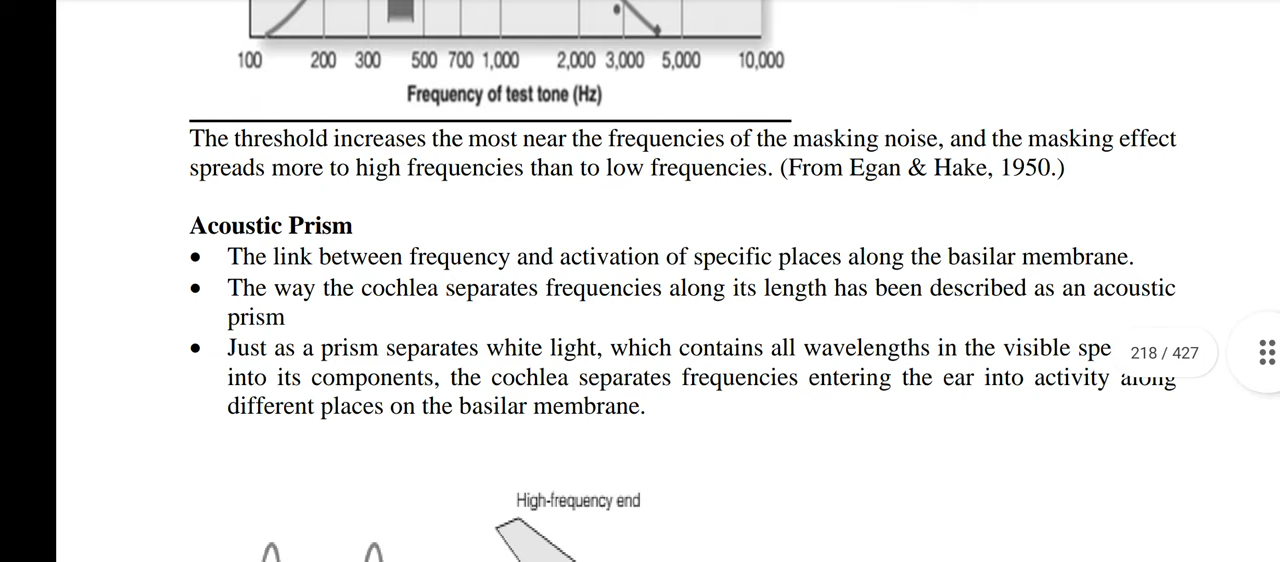 100 200 300 500 700 1,000 2,000 3,000 5,000 10,000
Frequency of test tone (Hz)
The threshold increases the most near the frequencies of the masking noise, and the masking effect
spreads more to high frequencies than to low frequencies. (From Egan & Hake, 1950.)
Acoustic Prism
• The link between frequency and activation of specific places along the basilar membrane.
• The way the cochlea separates frequencies along its length has been described as an acoustic
prism
• Just as a prism separates white light, which contains all wavelengths in the visible spe
218 / 427
into its components, the cochlea separates frequencies entering the ear into activity along
different places on the basilar membrane.
High-frequency end